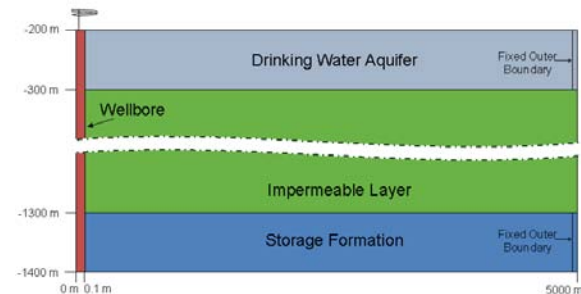 -200 m
Drinking Water Aquifer
Fixed Outer
Boundary
-300 m
Wellbore
Impermeable Layer
-1300 m
Storage Formation
Fixed Outer
Boundary
-1400 m
0 m 0.1 m
5000 m